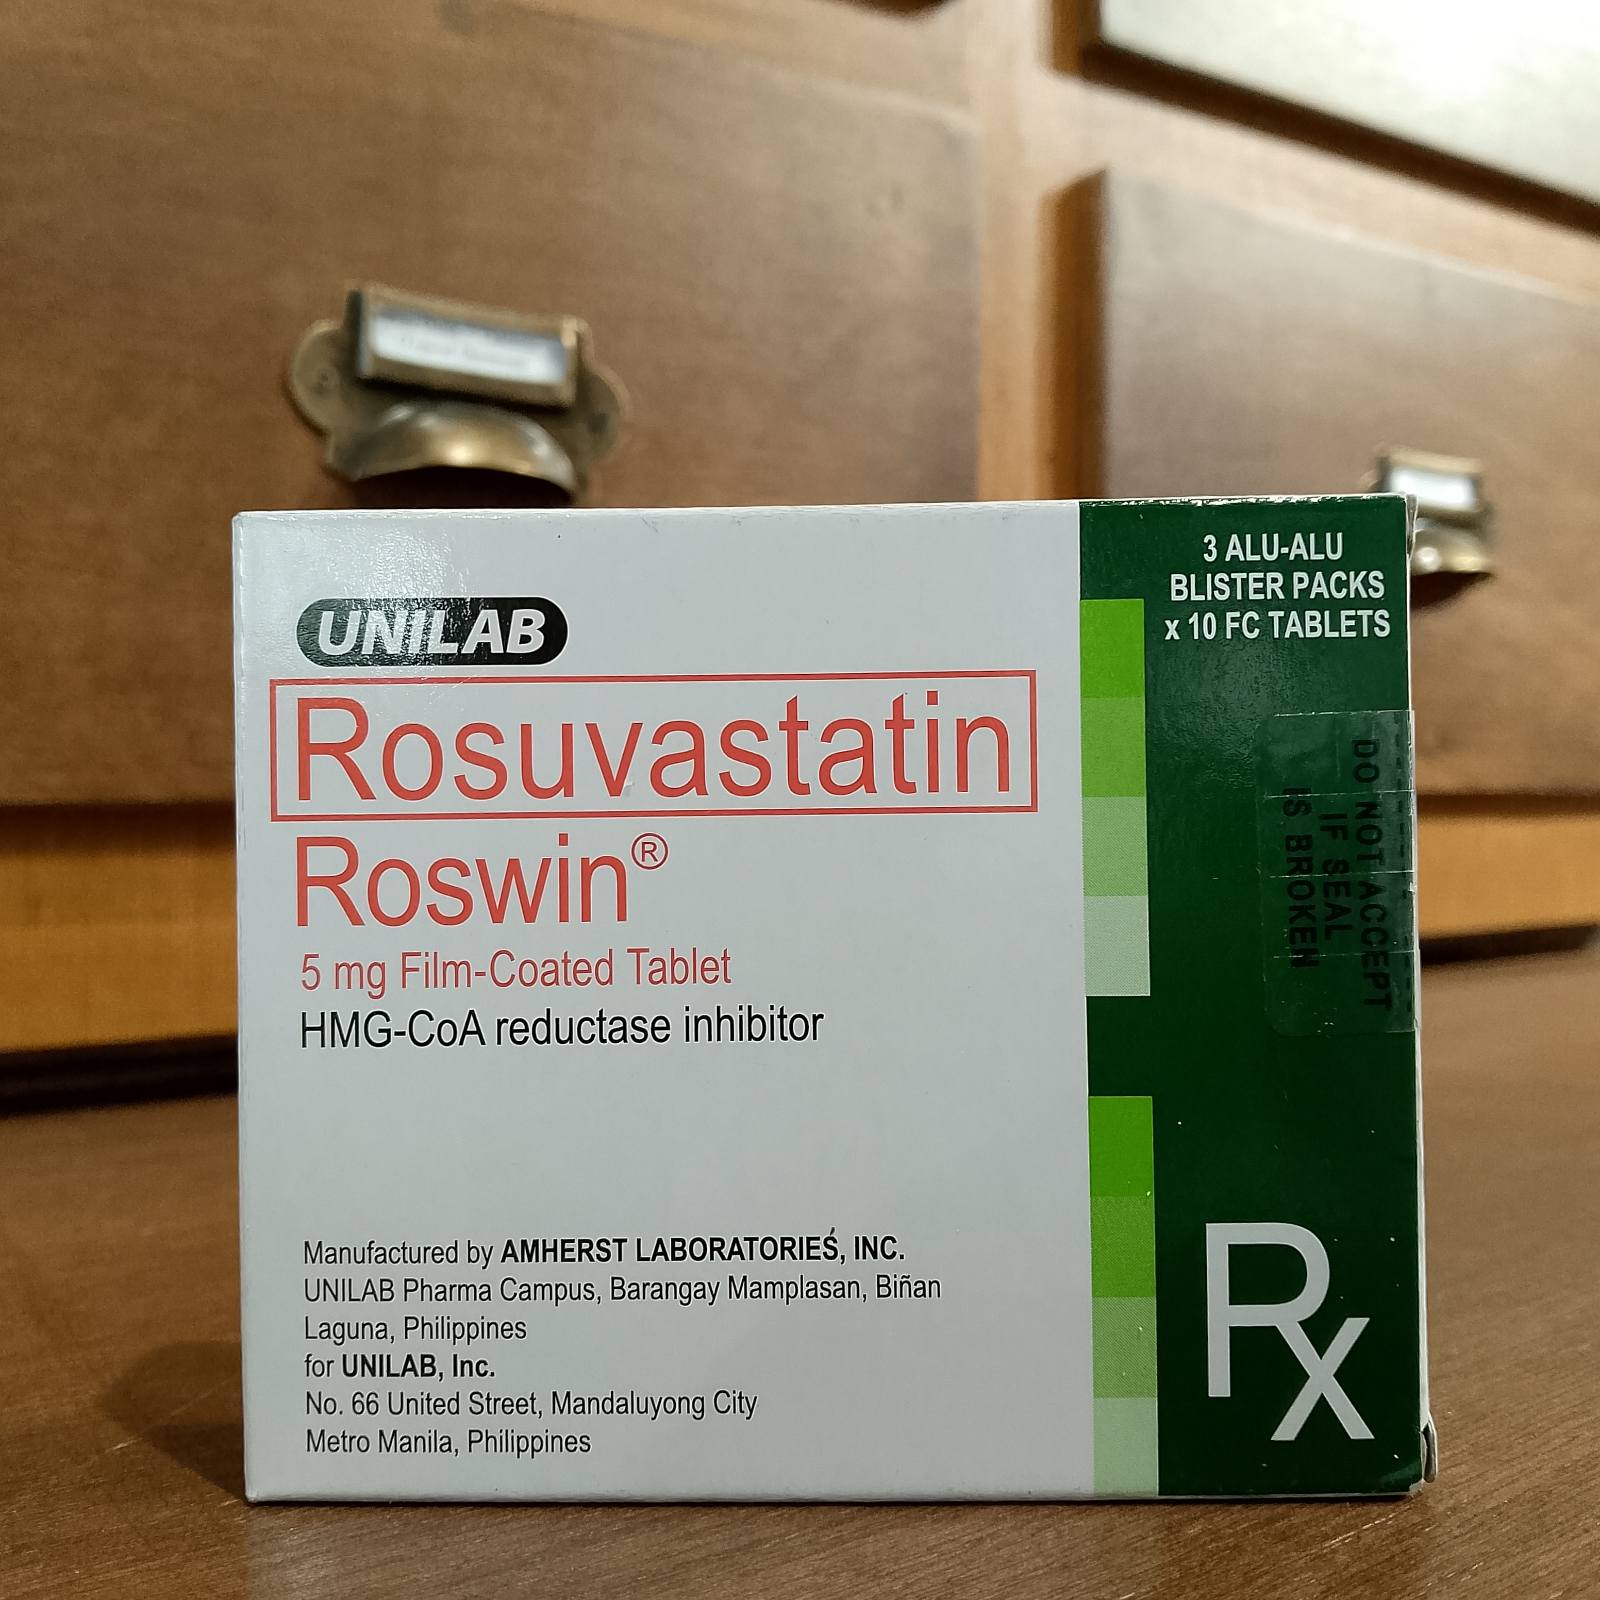 UNILAB
Rosuvastatin
Roswin®
5 mg Film-Coated Tablet
HMG-CoA reductase inhibitor
Manufactured by AMHERST LABORATORIES, INC.
UNILAB Pharma Campus, Barangay Mamplasan, Biñan
Laguna, Philippines
for UNILAB, Inc.
No. 66 United Street, Mandaluyong City
Metro Manila, Philippines
3 ALU-ALU
BLISTER PACKS
x 10 FC TABLETS
DO NOT ACCEPT
IF SEAL
IS BROKEN
Rx